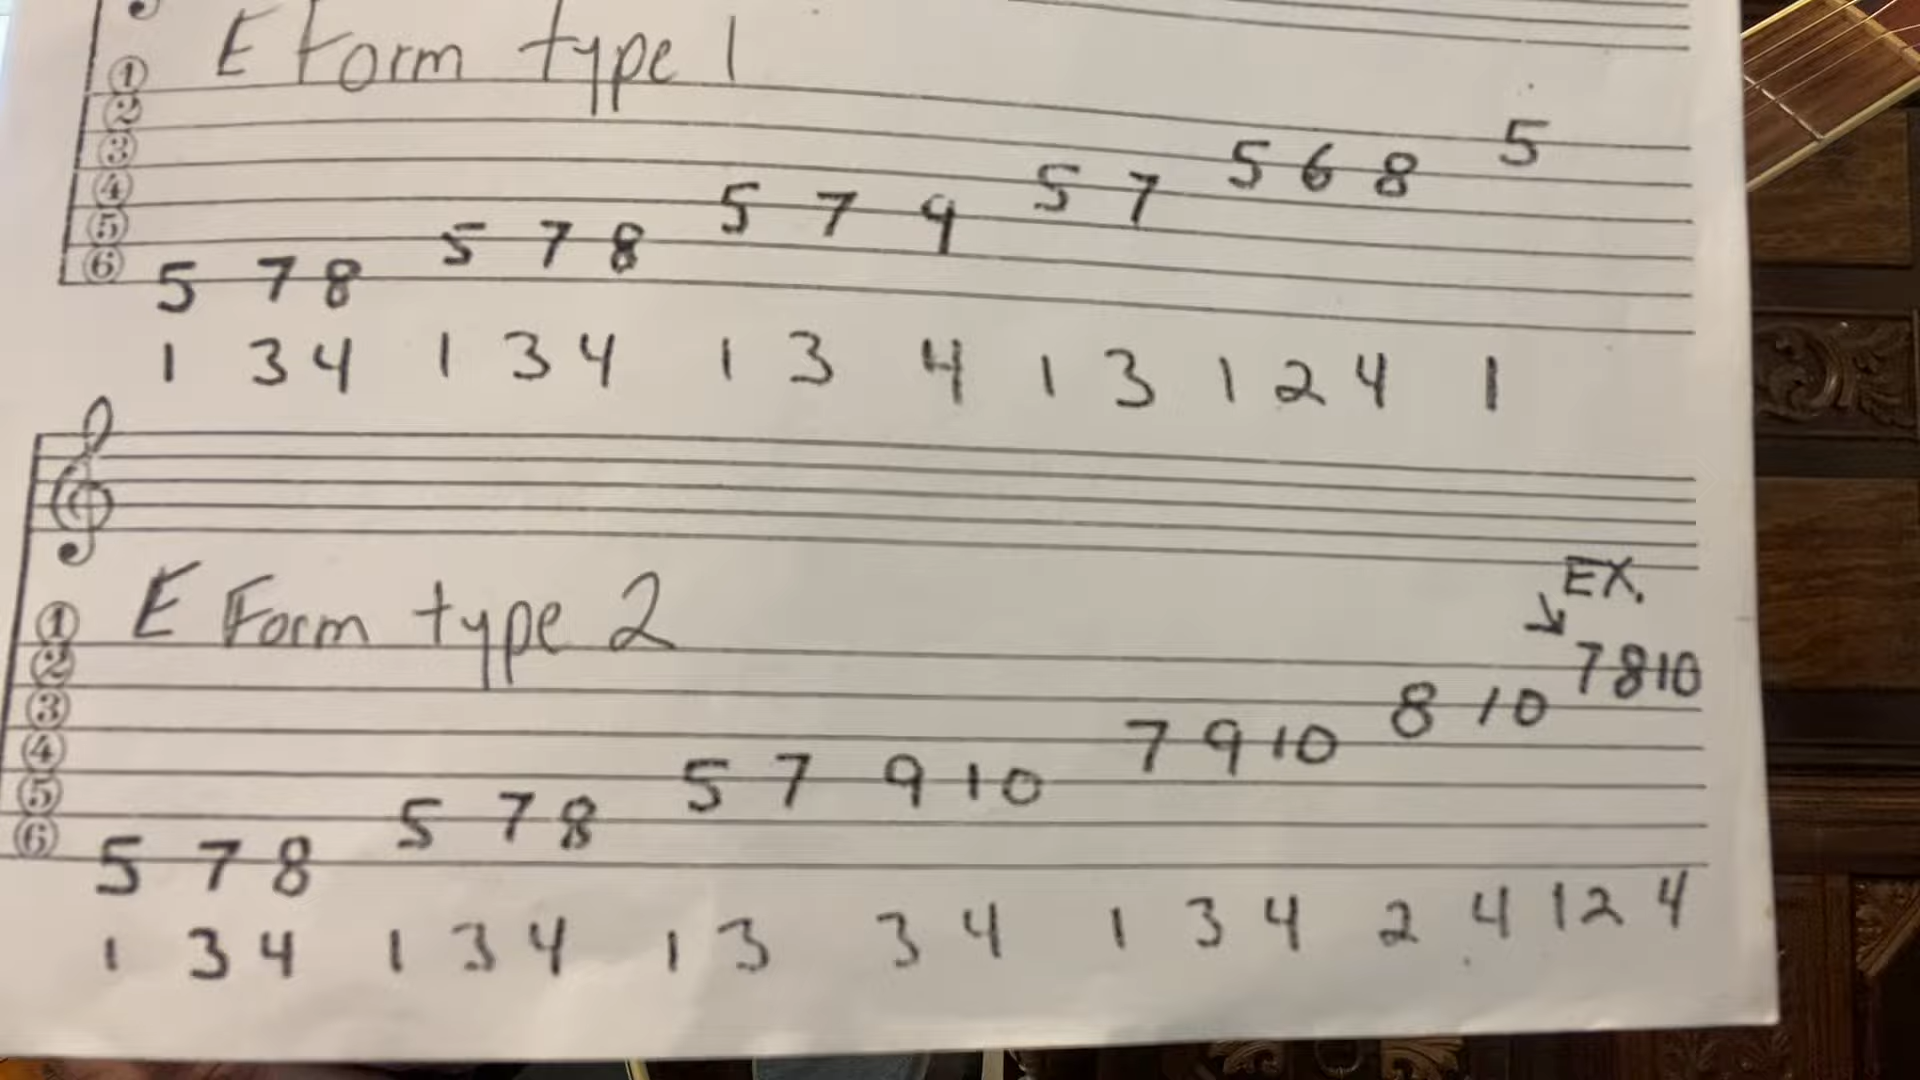 E Form type 1
①
②
③
④
⑤
⑥
5
5 6 8
5 7
5 7 9
5 7 8
5 7 8
1 3 4 1 3 4 1 3 4 1 3 1 2 4 1
EX.
E Form type 2
①
②
③
④
⑤
⑥
7 8 10
8 10
7 9 10
5 7 9 10
5 7 8
5 7 8
1 3 4 1 3 4 1 3 3 4 1 3 4 2 4 1 2 4